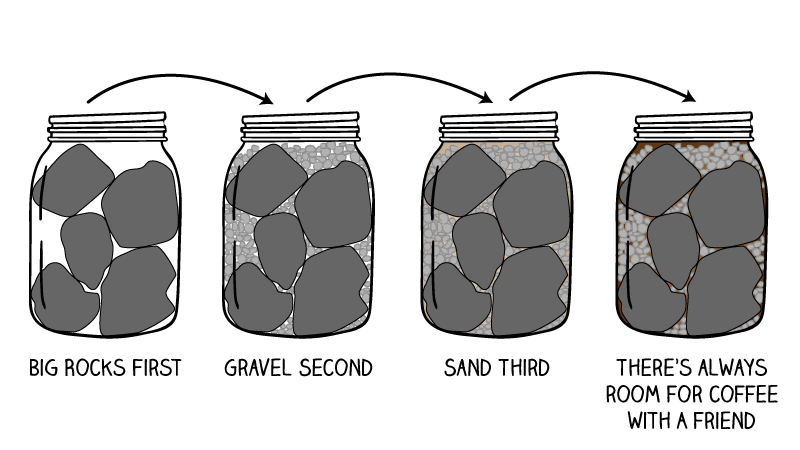 BIG ROCKS FIRST
GRAVEL SECOND
SAND THIRD
THERE'S ALWAYS
ROOM FOR COFFEE
WITH A FRIEND